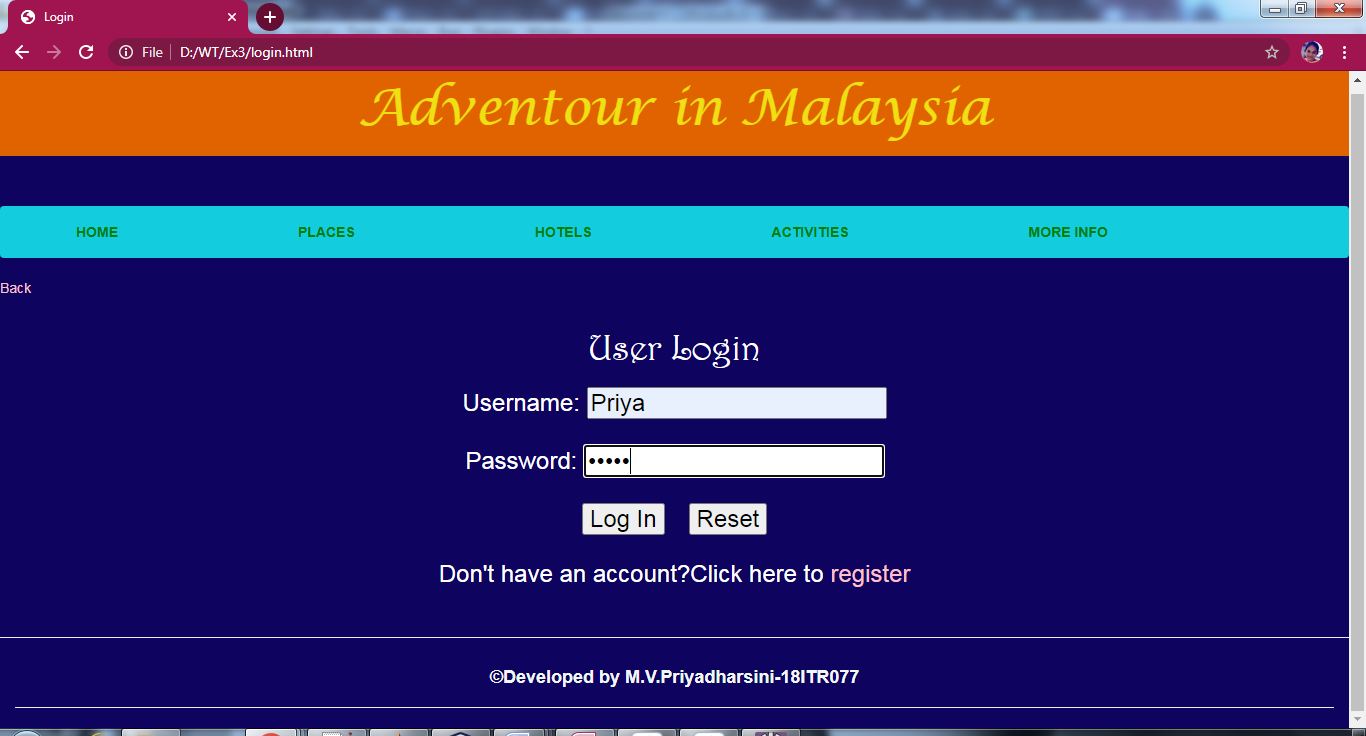 Login
File D:/WT/Ex3/login.html
Adventour in Malaysia
HOME PLACES HOTELS ACTIVITIES MORE INFO
Back
User Login
Username: Priya
Password: •••••
Log In Reset
Don't have an account?Click here to register
©Developed by M.V.Priyadharsini-18ITR077